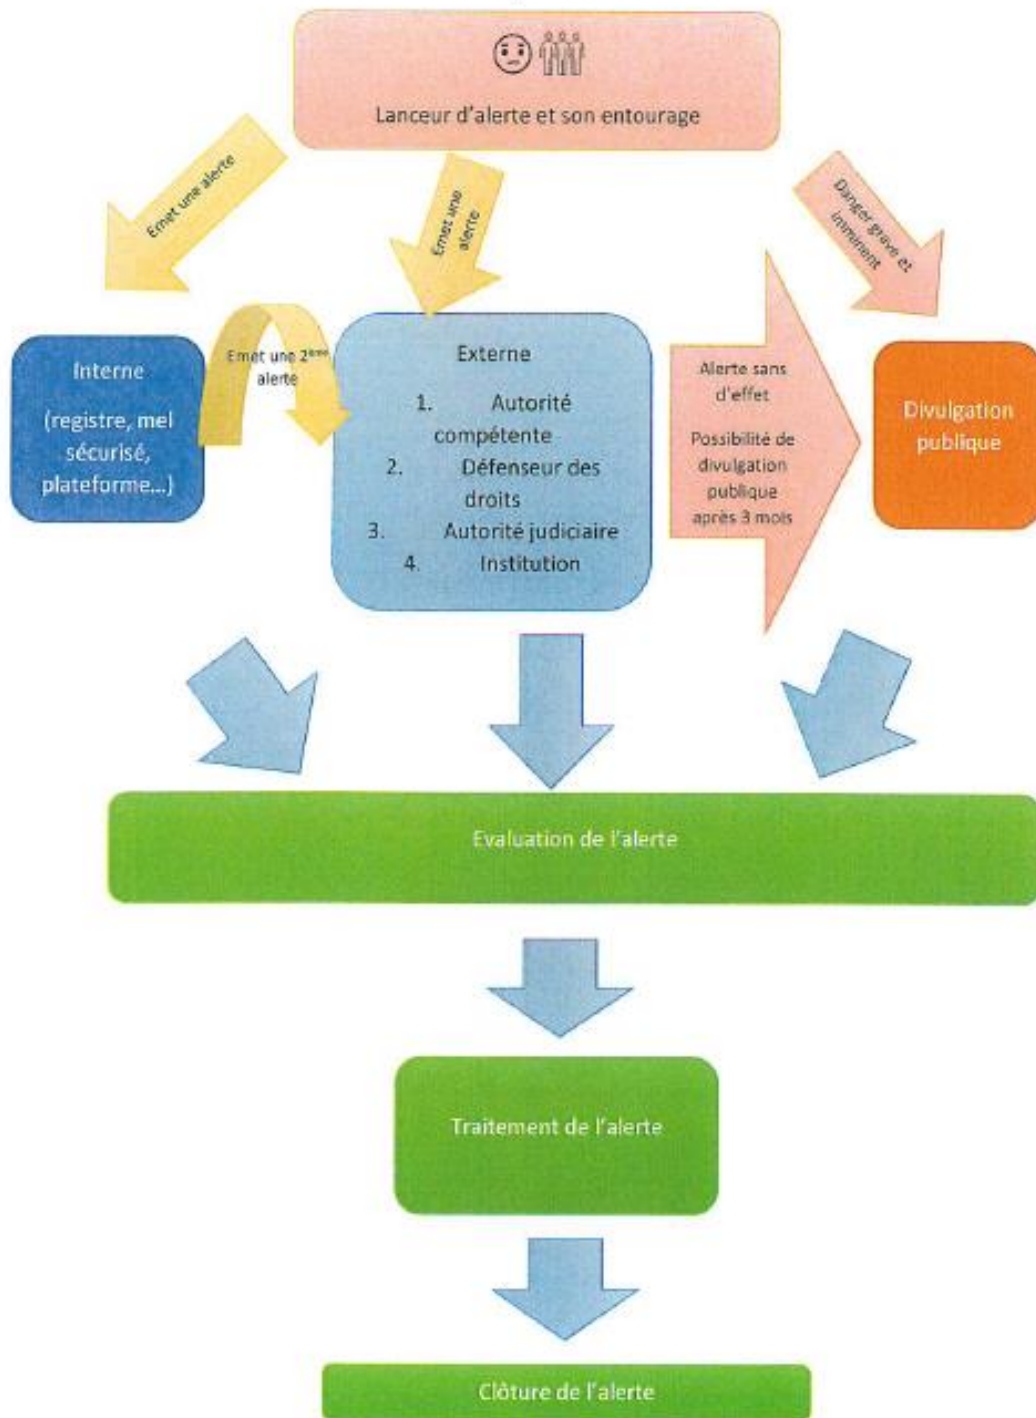 Lanceur d'alerte et son entourage
Emet une alerte
Emet une
alerte
Danger grave et
imminent
Interne
(registre, mel
sécurisé,
plateforme...)
Emet une 2ème
alerte
Externe
1. Autorité
compétente
2. Défenseur des
droits
3. Autorité judiciaire
4. Institution
Alerte sans
d'effet
Possibilité de
divulgation
publique
après 3 mois
Divulgation
publique
Evaluation de l'alerte
Traitement de l'alerte
Clôture de l'alerte